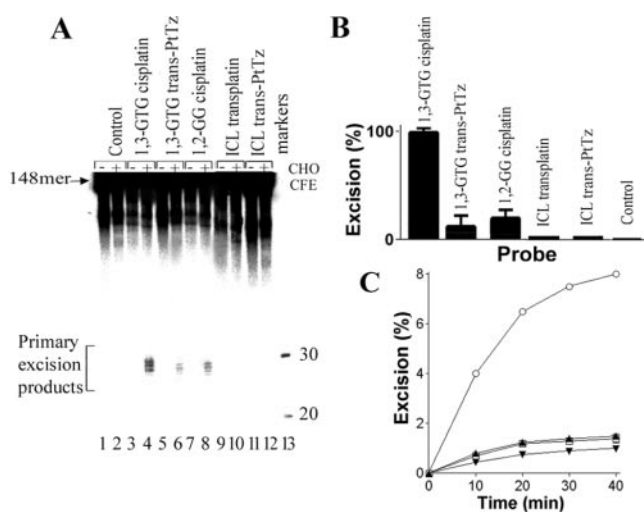 A
Control
1,3-GTG cisplatin
1,3-GTG trans-PtTz
1,2-GG cisplatin
ICL transplatin
ICL trans-PtTz
markers
- + - + - + - + - + - +
CHO
CFE
148mer
Primary
excision
products
30
20
1 2 3 4 5 6 7 8 9 10 11 12 13
B
Excision (%)
100
50
0
1,3-GTG cisplatin
1,3-GTG trans-PtTz
1,2-GG cisplatin
ICL transplatin
ICL trans-PtTz
Control
Probe
C
Excision (%)
8
6
4
2
0
0 10 20 30 40
Time (min)